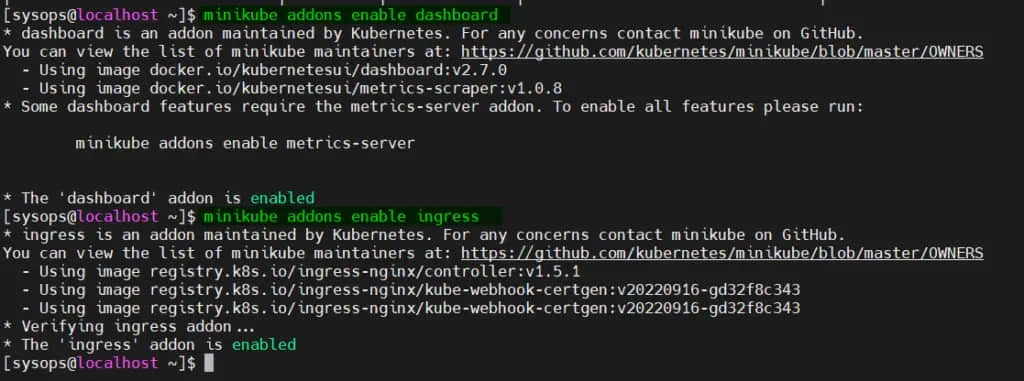 [sysops@localhost ~]$ minikube addons enable dashboard
* dashboard is an addon maintained by Kubernetes. For any concerns contact minikube on GitHub.
You can view the list of minikube maintainers at: https://github.com/kubernetes/minikube/blob/master/OWNERS
  - Using image docker.io/kubernetesui/dashboard:v2.7.0
  - Using image docker.io/kubernetesui/metrics-scraper:v1.0.8
* Some dashboard features require the metrics-server addon. To enable all features please run:
        minikube addons enable metrics-server
* The 'dashboard' addon is enabled
[sysops@localhost ~]$ minikube addons enable ingress
* ingress is an addon maintained by Kubernetes. For any concerns contact minikube on GitHub.
You can view the list of minikube maintainers at: https://github.com/kubernetes/minikube/blob/master/OWNERS
  - Using image registry.k8s.io/ingress-nginx/controller:v1.5.1
  - Using image registry.k8s.io/ingress-nginx/kube-webhook-certgen:v20220916-gd32f8c343
  - Using image registry.k8s.io/ingress-nginx/kube-webhook-certgen:v20220916-gd32f8c343
* Verifying ingress addon...
* The 'ingress' addon is enabled
[sysops@localhost ~]$